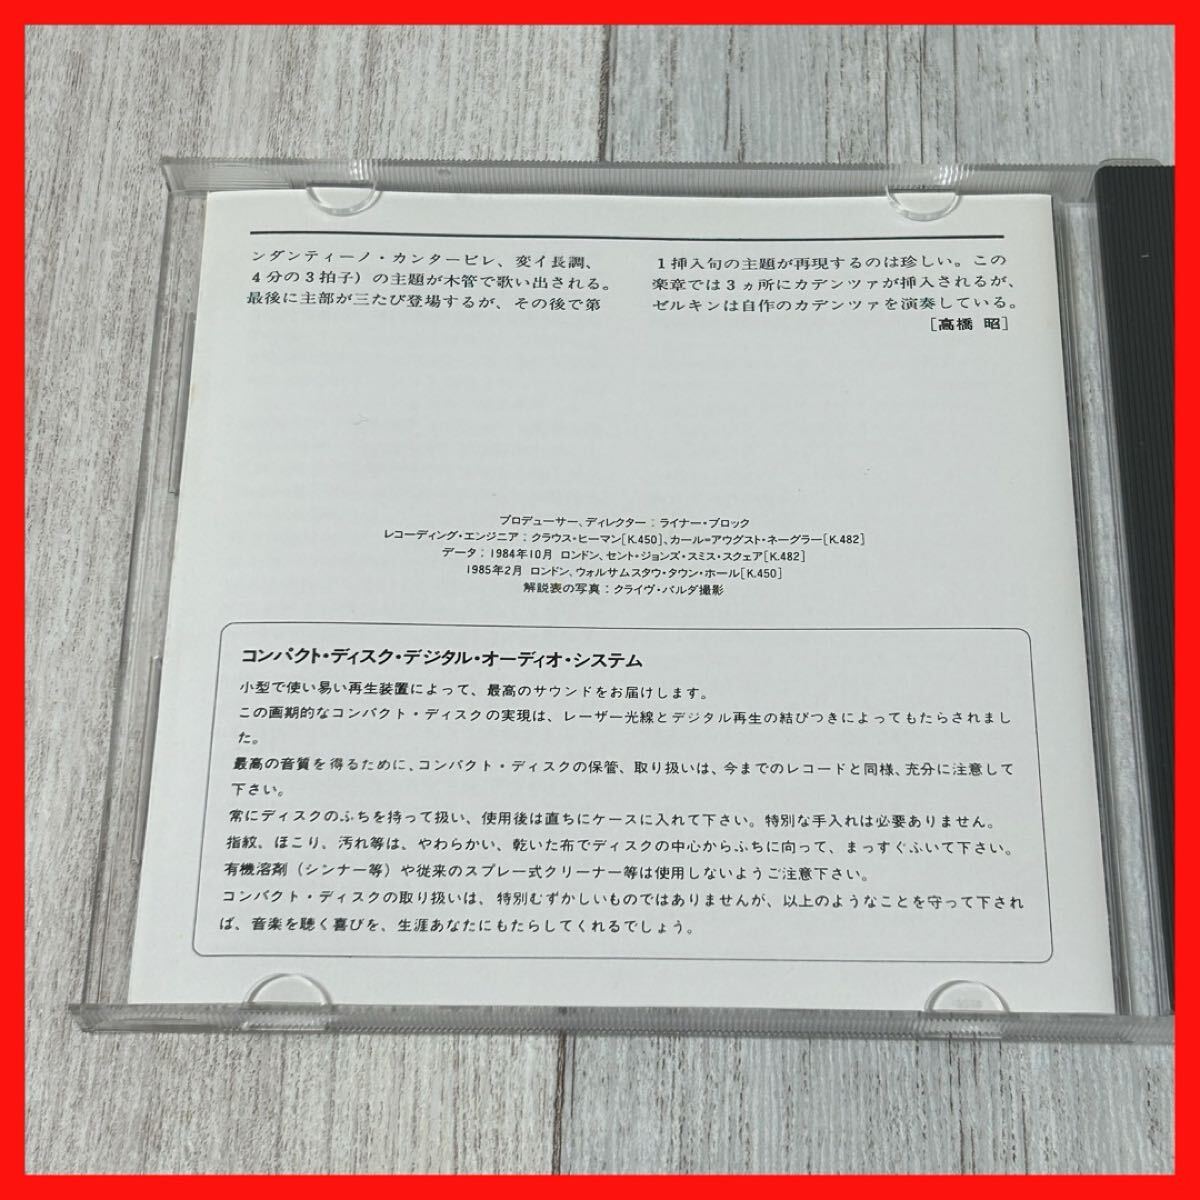 ンダンティーノ・カンタービレ、変イ長調、
4分の3拍子）の主題が木管で歌い出される。
最後に主部が三たび登場するが、その後で第
1挿入句の主題が再現するのは珍しい。この
楽章では3ヵ所にカデンツァが挿入されるが、
ゼルキンは自作のカデンツァを演奏している。
［高橋 昭］
プロデューサー、ディレクター：ライナー・ブロック
レコーディング・エンジニア：クラウス・ヒーマン[K.450]、カール＝アウグスト・ネーグラー[K.482]
データ：1984年10月 ロンドン、セント・ジョンズ・スミス・スクェア[K.482]
1985年2月 ロンドン、ウォルサムスタウ・タウン・ホール[K.450]
解説表の写真：クライヴ・バルダ撮影
コンパクト・ディスク・デジタル・オーディオ・システム
小型で使い易い再生装置によって、最高のサウンドをお届けします。
この画期的なコンパクト・ディスクの実現は、レーザー光線とデジタル再生の結びつきによってもたらされまし
た。
最高の音質を得るために、コンパクト・ディスクの保管、取り扱いは、今までのレコードと同様、充分に注意して
下さい。
常にディスクのふちを持って扱い、使用後は直ちにケースに入れて下さい。特別な手入れは必要ありません。
指紋、ほこり、汚れ等は、やわらかい、乾いた布でディスクの中心からふちに向って、まっすぐふいて下さい。
有機溶剤（シンナー等）や従来のスプレー式クリーナー等は使用しないようご注意下さい。
コンパクト・ディスクの取り扱いは、特別むずかしいものではありませんが、以上のようなことを守って下され
ば、音楽を聴く喜びを、生涯あなたにもたらしてくれるでしょう。